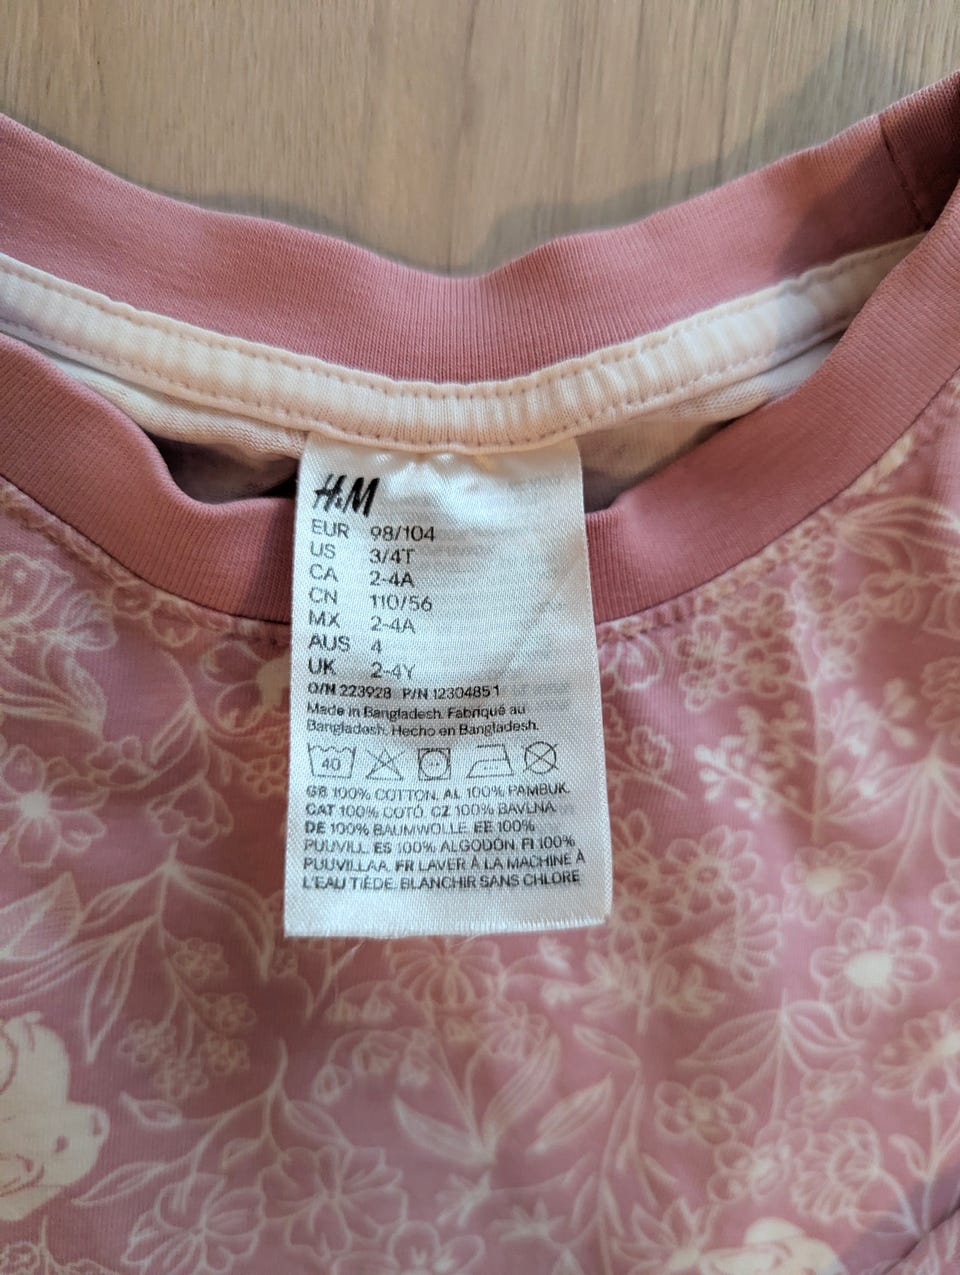 H&M
EUR 98/104
US 3/4T
CA 2-4A
CN 110/56
MX 2-4A
AUS 4
UK 2-4Y
O/N 223928 P/N 12304851
Made in Bangladesh. Fabriqué au
Bangladesh. Hecho en Bangladesh.
40
GB 100% COTTON. AL 100% PAMBUK.
CAT 100% COTÓ. CZ 100% BAVLNA
DE 100% BAUMWOLLE. EE 100%
PUUVILL. ES 100% ALGODÓN. FI 100%
PUUVILLAA. FR LAVER À LA MACHINE À
L'EAU TIÈDE. BLANCHIR SANS CHLORE